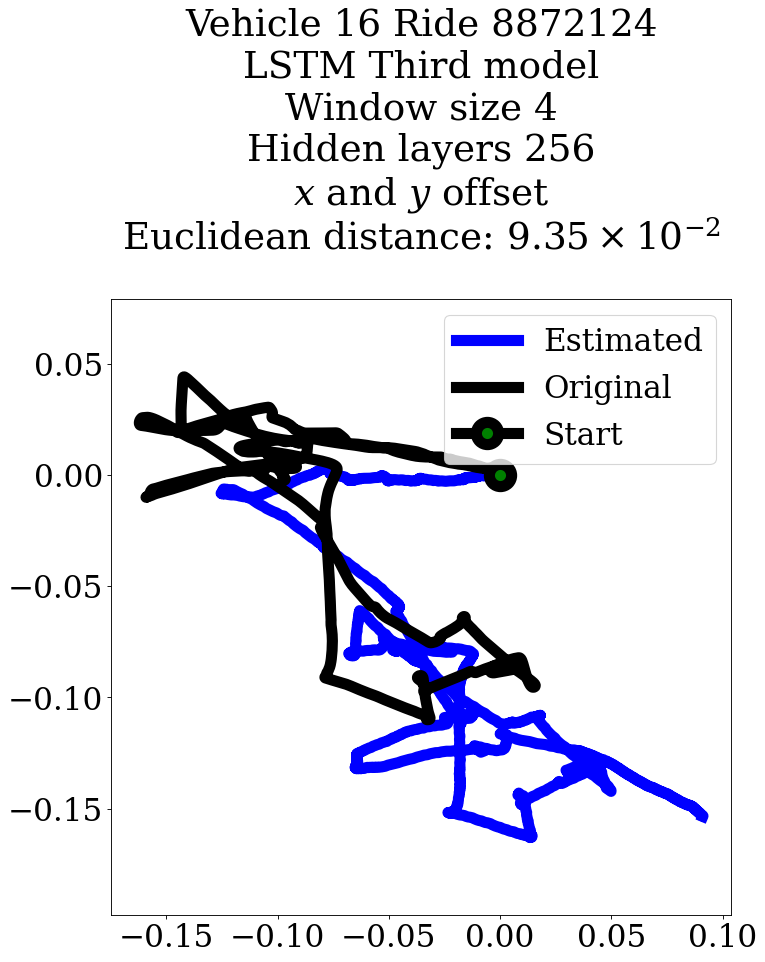 Vehicle 16 Ride 8872124
LSTM Third model
Window size 4
Hidden layers 256
x and y offset
Euclidean distance: 9.35 × 10⁻²
Estimated
Original
Start
0.05
0.00
−0.05
−0.10
−0.15
−0.15 −0.10 −0.05 0.00 0.05 0.10